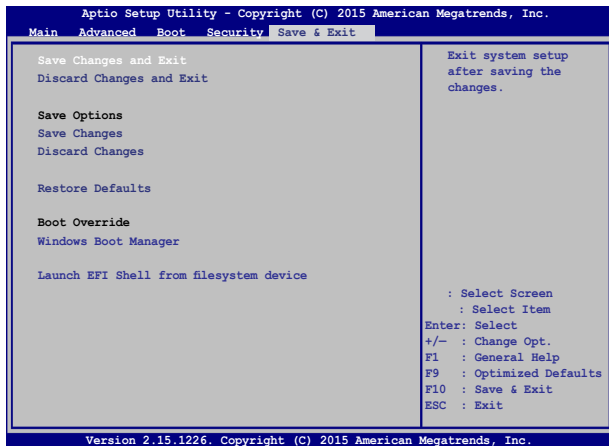 Aptio Setup Utility - Copyright (C) 2015 American Megatrends, Inc.
Main Advanced Boot Security Save & Exit
Save Changes and Exit
Discard Changes and Exit
Save Options
Save Changes
Discard Changes
Restore Defaults
Boot Override
Windows Boot Manager
Launch EFI Shell from filesystem device
Exit system setup
after saving the
changes.
: Select Screen
: Select Item
Enter: Select
+/— : Change Opt.
F1 : General Help
F9 : Optimized Defaults
F10 : Save & Exit
ESC : Exit
Version 2.15.1226. Copyright (C) 2015 American Megatrends, Inc.